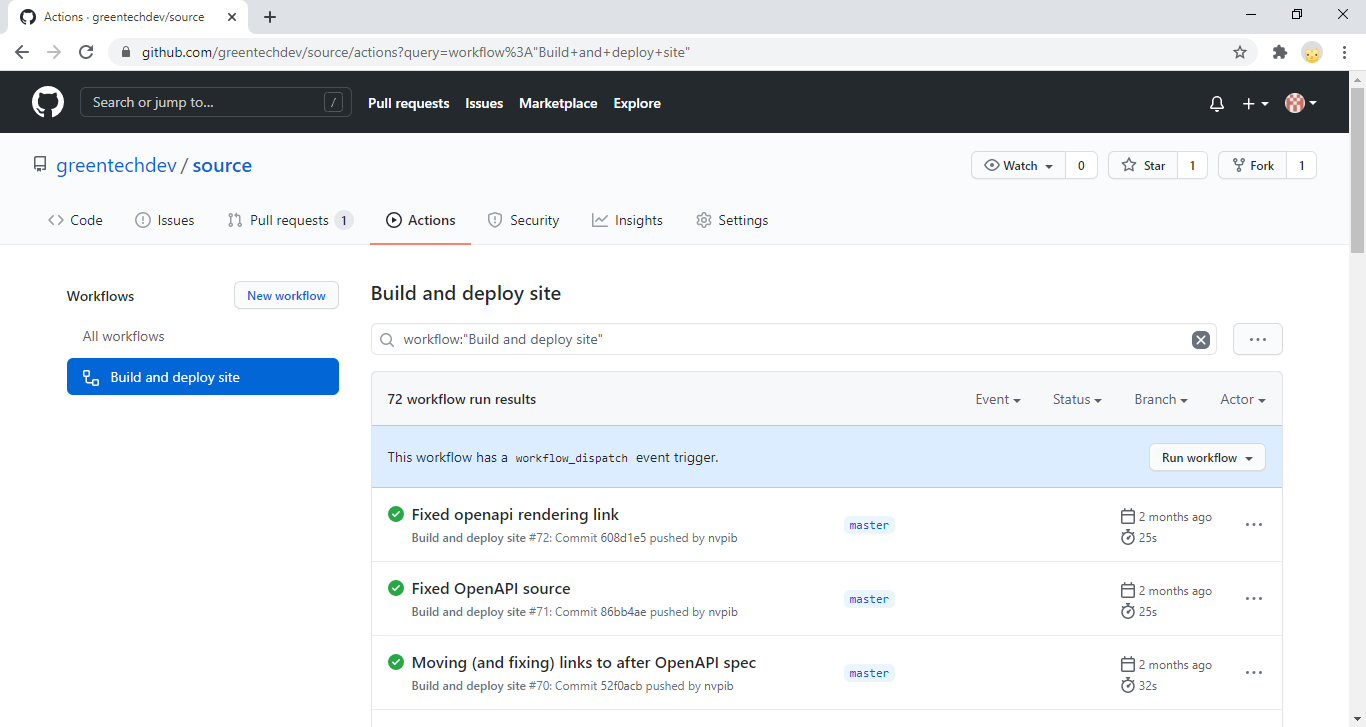 Actions · greentechdev/source
github.com/greentechdev/source/actions?query=workflow%3A"Build+and+deploy+site"
Search or jump to... /
Pull requests Issues Marketplace Explore
greentechdev / source
Watch 0 Star 1 Fork 1
Code Issues Pull requests 1 Actions Security Insights Settings
Workflows
New workflow
All workflows
Build and deploy site
Build and deploy site
workflow:"Build and deploy site"
72 workflow run results
Event Status Branch Actor
This workflow has a workflow_dispatch event trigger.
Run workflow
Fixed openapi rendering link
Build and deploy site #72: Commit 608d1e5 pushed by nvpib
master
2 months ago
25s
Fixed OpenAPI source
Build and deploy site #71: Commit 86bb4ae pushed by nvpib
master
2 months ago
25s
Moving (and fixing) links to after OpenAPI spec
Build and deploy site #70: Commit 52f0acb pushed by nvpib
master
2 months ago
32s